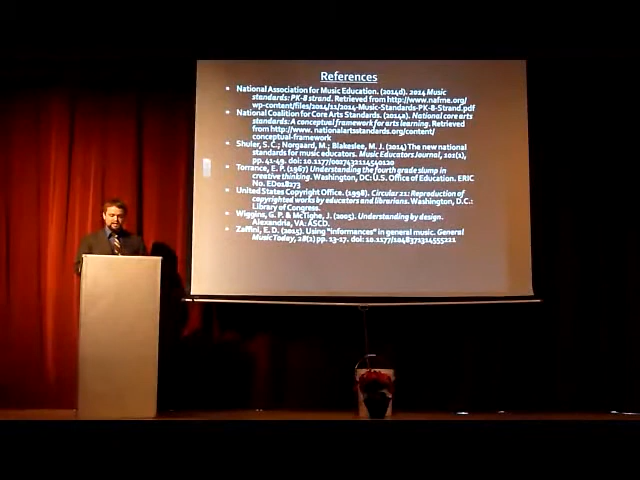 References
• National Association for Music Education. (2014d). 2014 Music
standards: PK-8 strand. Retrieved from http://www.nafme.org/
wp-content/files/2014/11/2014-Music-Standards-PK-8-Strand.pdf
• National Coalition for Core Arts Standards. (2014a). National core arts
standards: A conceptual framework for arts learning. Retrieved
from http://www. nationalartsstandards.org/content/
conceptual-framework
• Shuler, S. C.; Norgaard, M.; Blakeslee, M. J. (2014) The new national
standards for music educators. Music Educators Journal, 101(1),
pp. 41-49. doi: 10.1177/0027432114540120
• Torrance, E. P. (1967) Understanding the fourth grade slump in
creative thinking. Washington, DC: U.S. Office of Education. ERIC
No. ED018273
• United States Copyright Office. (1998). Circular 21: Reproduction of
copyrighted works by educators and librarians. Washington, D.C.:
Library of Congress.
• Wiggins, G. P. & McTighe, J. (2005). Understanding by design.
Alexandria, VA: ASCD.
• Zaffini, E. D. (2015). Using "informances" in general music. General
Music Today, 28(2) pp. 13-17. doi: 10.1177/1048371314555221